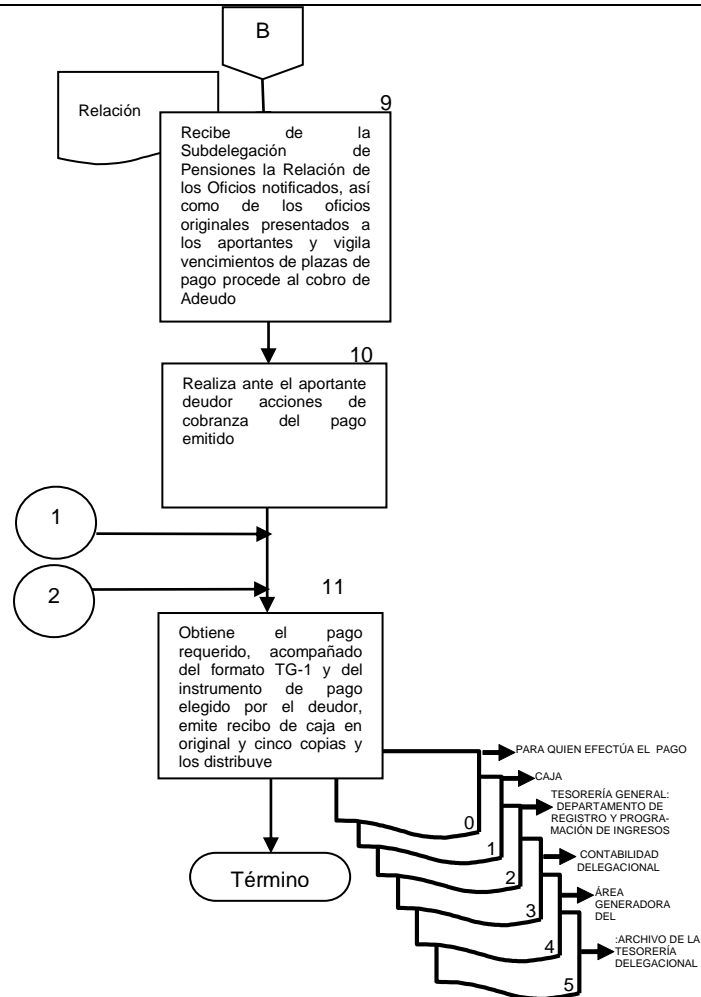 B
Relación
9
Recibe de la
Subdelegación de
Pensiones la Relación de
los Oficios notificados, así
como de los oficios
originales presentados a
los aportantes y vigila
vencimientos de plazas de
pago procede al cobro de
Adeudo
10
Realiza ante el aportante
deudor acciones de
cobranza del pago
emitido
1
2
11
Obtiene el pago
requerido, acompañado
del formato TG-1 y del
instrumento de pago
elegido por el deudor,
emite recibo de caja en
original y cinco copias y
los distribuye
Término
0
PARA QUIEN EFECTÚA EL PAGO
1
CAJA
2
TESORERÍA GENERAL:
DEPARTAMENTO DE
REGISTRO Y PROGRA-
MACIÓN DE INGRESOS
3
CONTABILIDAD
DELEGACIONAL
4
ÁREA
GENERADORA
DEL
5
:ARCHIVO DE LA
TESORERÍA
DELEGACIONAL